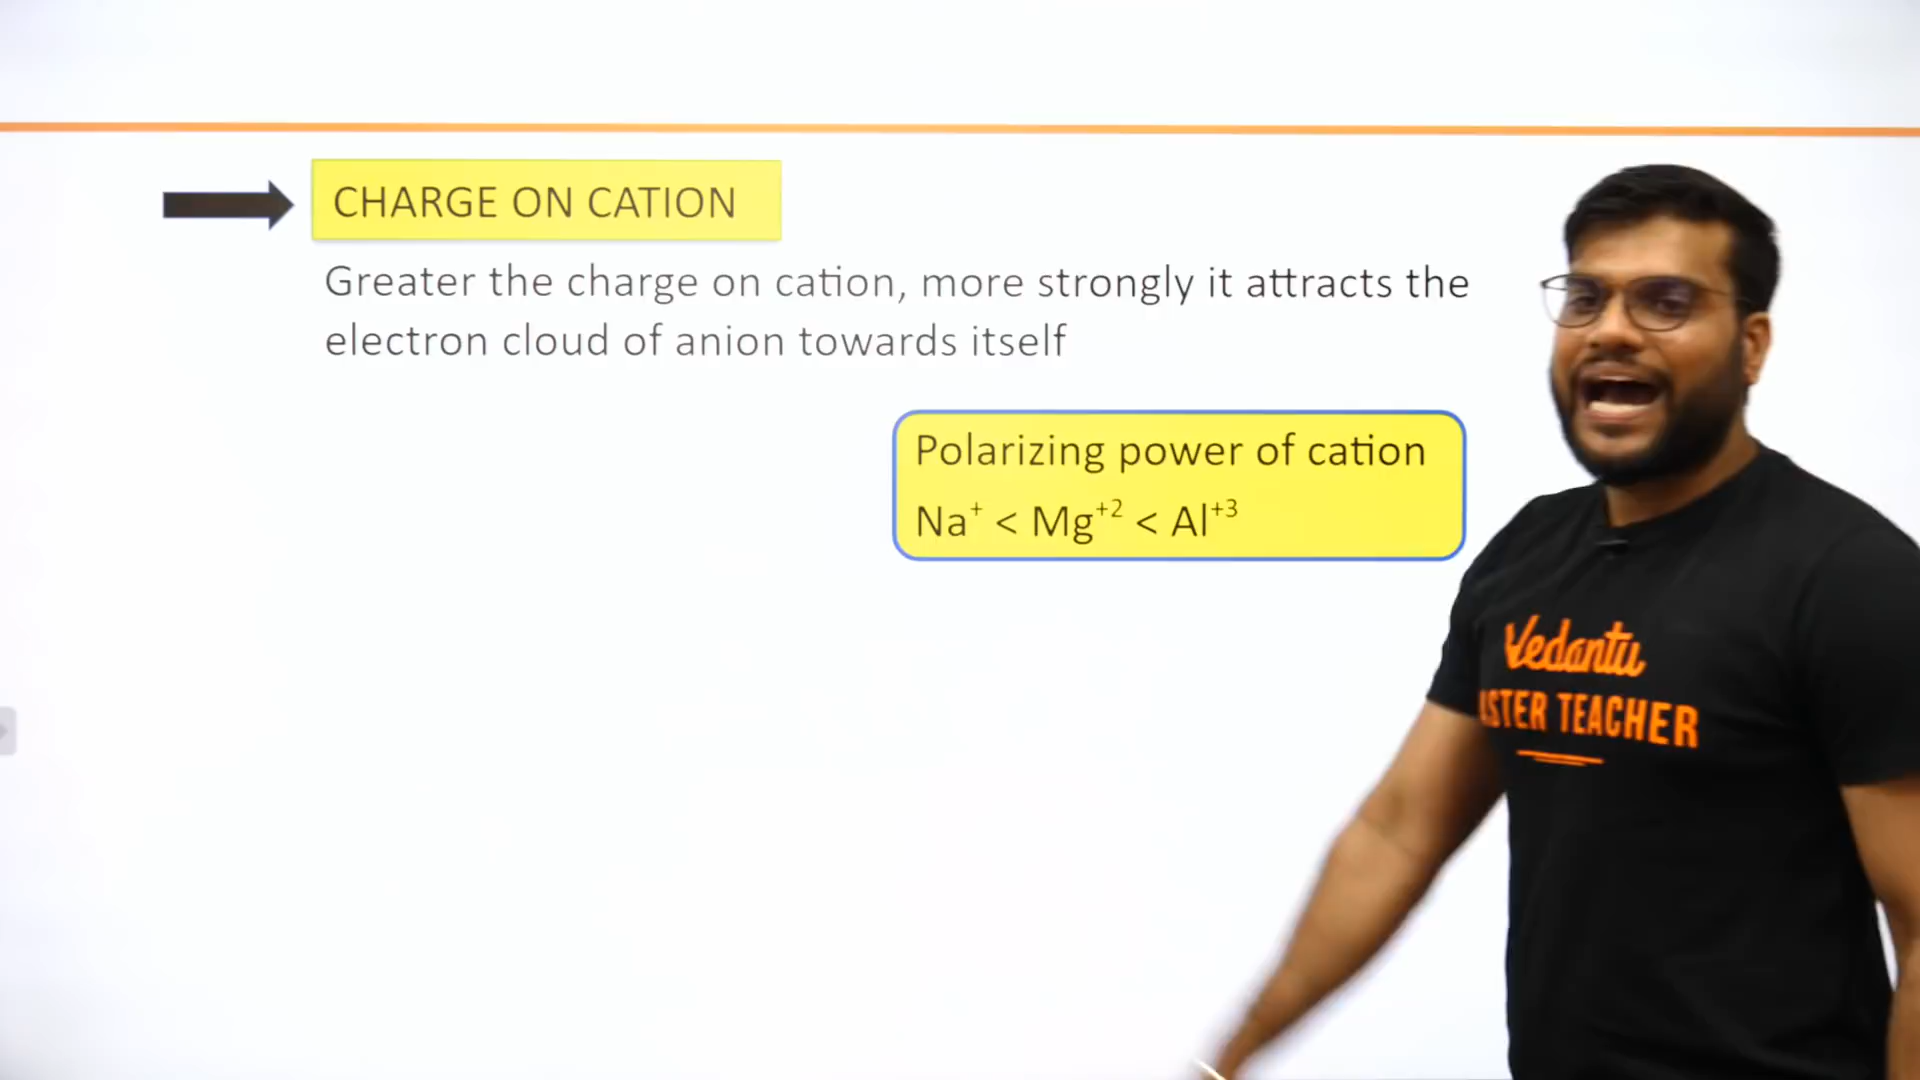 CHARGE ON CATION
Greater the charge on cation, more strongly it attracts the
electron cloud of anion towards itself
Polarizing power of cation
Na⁺ < Mg⁺² < Al⁺³
Vedantu
TEACHER